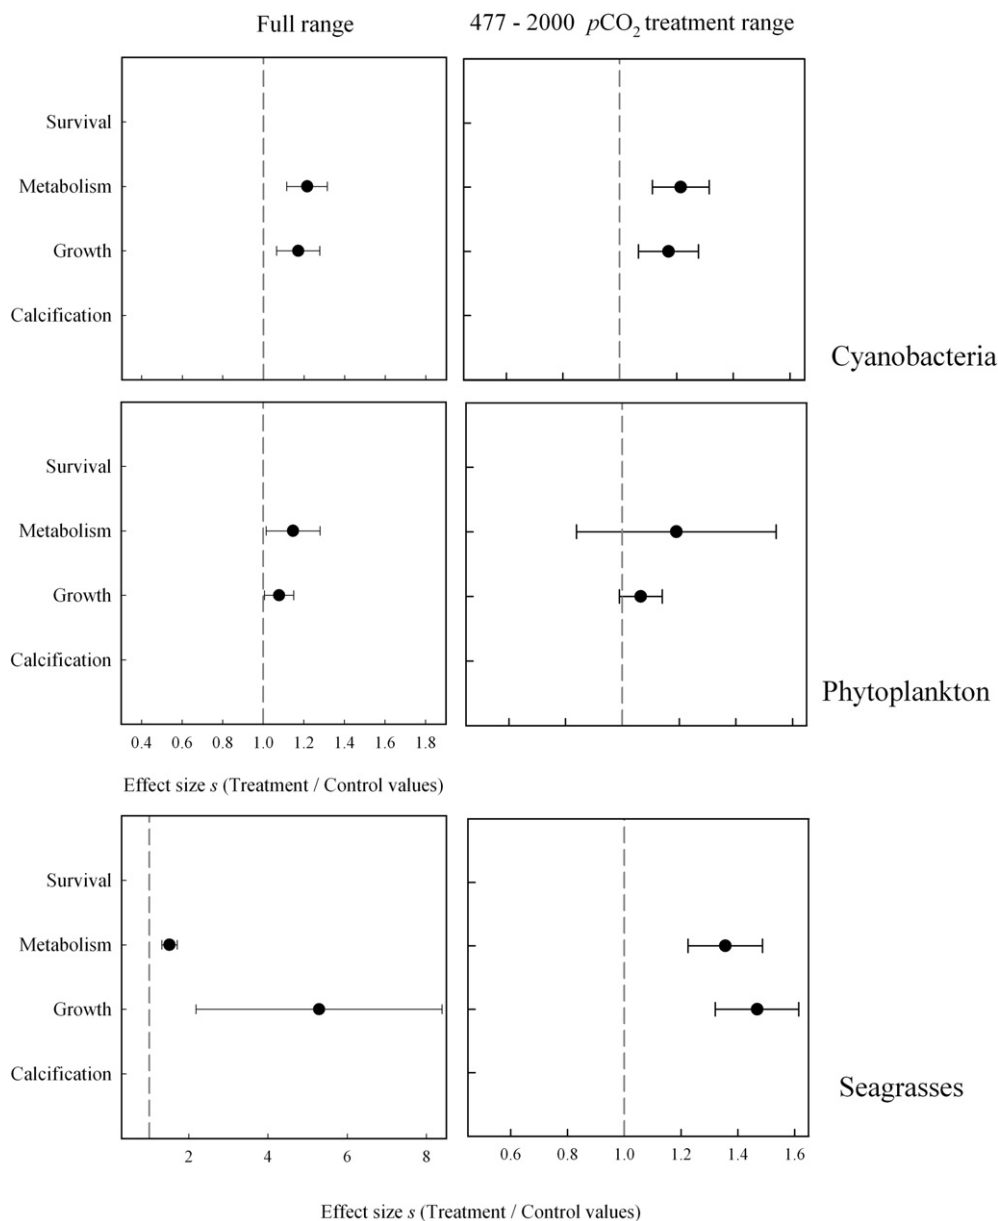 Full range
477 - 2000 pCO₂ treatment range
Survival
Metabolism
Growth
Calcification
Cyanobacteria
Survival
Metabolism
Growth
Calcification
Phytoplankton
0.4 0.6 0.8 1.0 1.2 1.4 1.6 1.8
Effect size s (Treatment / Control values)
Survival
Metabolism
Growth
Calcification
Seagrasses
2 4 6 8
0.6 0.8 1.0 1.2 1.4 1.6
Effect size s (Treatment / Control values)